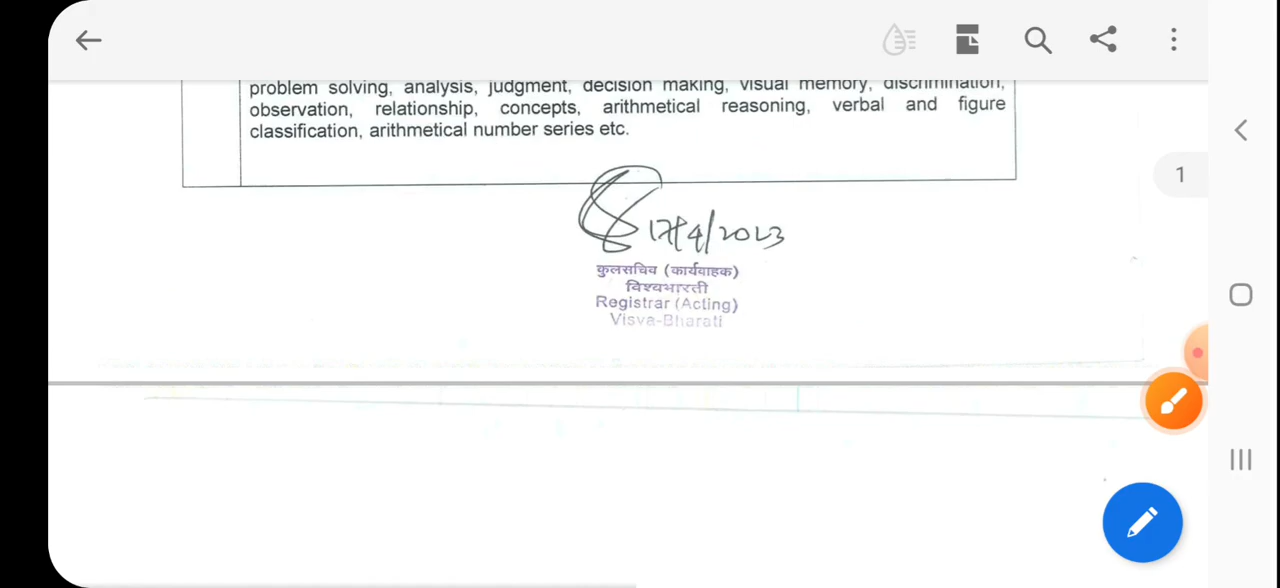 problem solving, analysis, judgment, decision making, visual memory, discrimination,
observation, relationship, concepts, arithmetical reasoning, verbal and figure
classification, arithmetical number series etc.
1
17/4/2023
कुलसचिव (कार्यवाहक)
विश्वभारती
Registrar (Acting)
Visva-Bharati